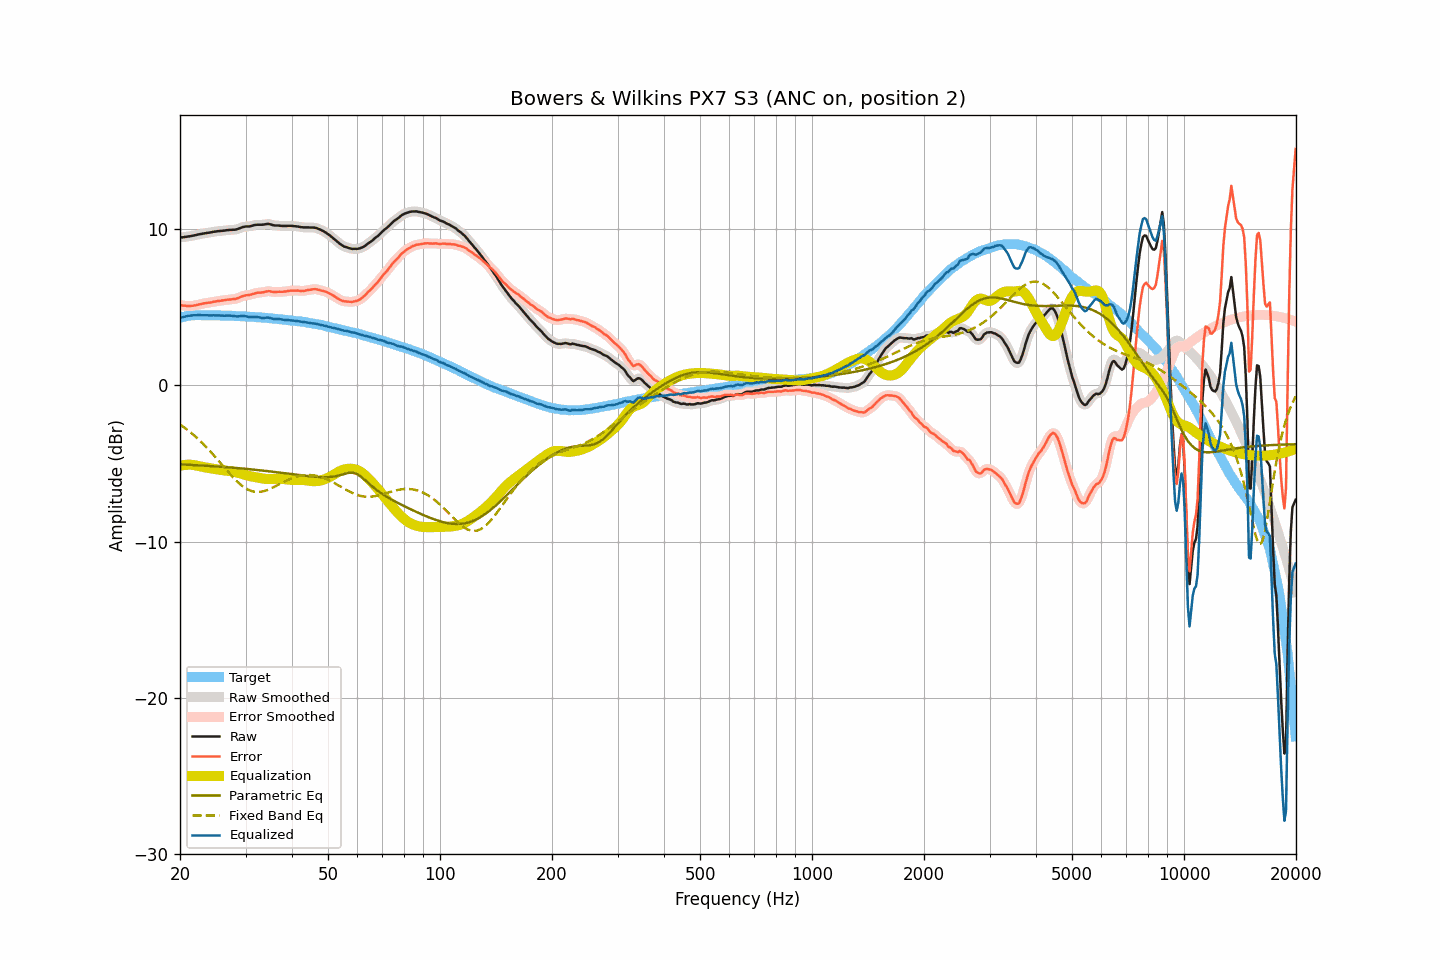 Bowers & Wilkins PX7 S3 (ANC on, position 2)
Amplitude (dBr)
10
0
−10
−20
−30
Target
Raw Smoothed
Error Smoothed
Raw
Error
Equalization
Parametric Eq
Fixed Band Eq
Equalized
20 50 100 200 500 1000 2000 5000 10000 20000
Frequency (Hz)